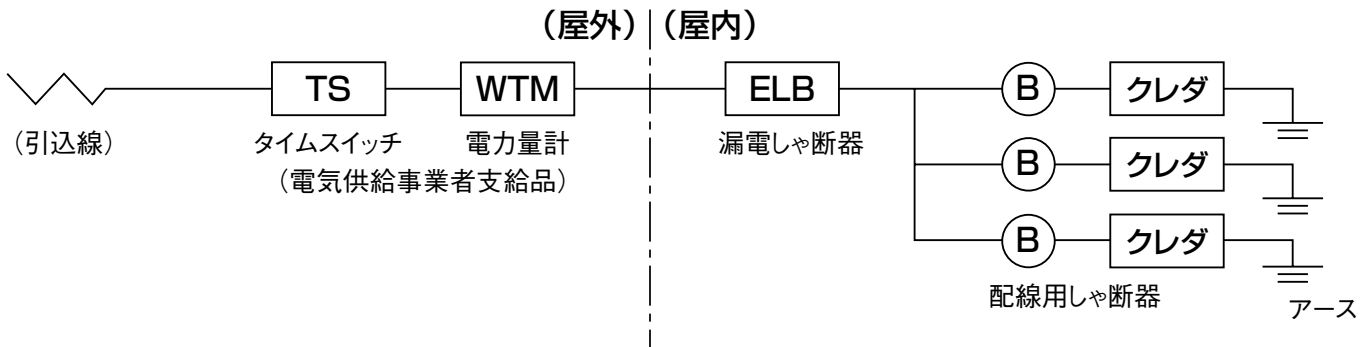 （屋外）（屋内）
TS WTM ELB B クレダ
（引込線） タイムスイッチ 電力量計 漏電しゃ断器
（電気供給事業者支給品）
B クレダ
B クレダ
配線用しゃ断器
アース